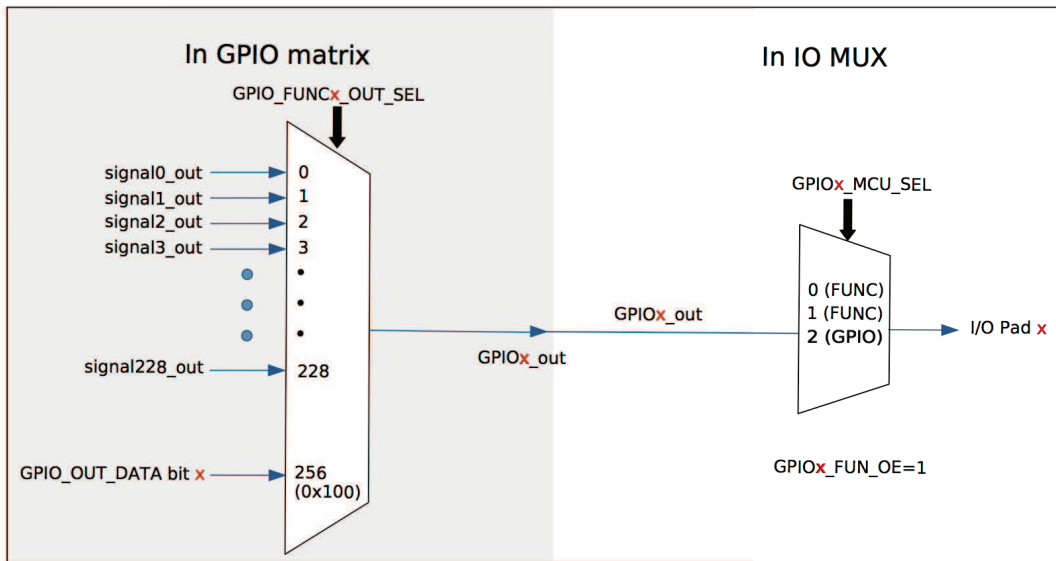 In GPIO matrix
GPIO_FUNCx_OUT_SEL
signal0_out
signal1_out
signal2_out
signal3_out
signal228_out
GPIO_OUT_DATA bit x
0
1
2
3
228
256
(0x100)
GPIOx_out
In IO MUX
GPIOx_out
GPIOx_MCU_SEL
0 (FUNC)
1 (FUNC)
2 (GPIO)
I/O Pad x
GPIOx_FUN_OE=1